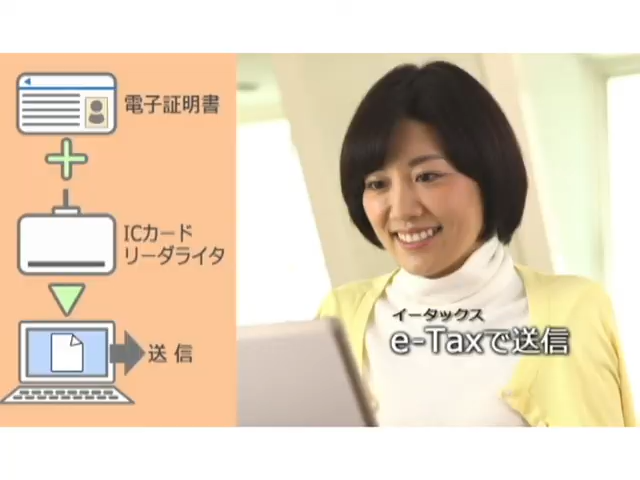 電子証明書
ICカード
リーダライタ
送信
イータックス
e-Taxで送信